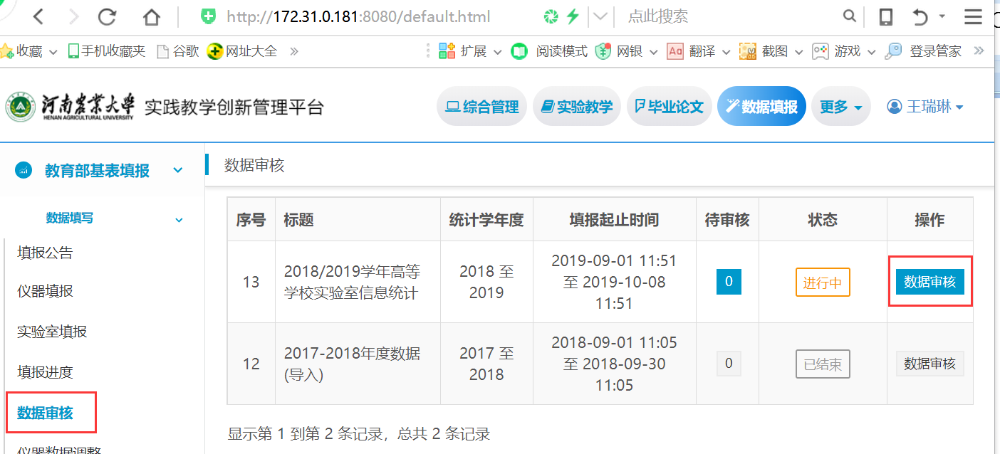 http://172.31.0.181:8080/default.html
点此搜索
收藏
手机收藏夹
谷歌
网址大全
»
扩展
阅读模式
网银
Aa 翻译
截图
游戏
登录管家
»
河南农业大学
HENAN AGRICULTURAL UNIVERSITY
实践教学创新管理平台
综合管理
实验教学
毕业论文
数据填报
更多
王瑞琳
教育部基表填报
数据填写
填报公告
仪器填报
实验室填报
填报进度
数据审核
仪器数据调整
数据审核
序号 标题 统计学年度 填报起止时间 待审核 状态 操作
13
2018/2019学年高等
学校实验室信息统计
2018 至
2019
2019-09-01 11:51
至 2019-10-08
11:51
0
进行中
数据审核
12
2017-2018年度数据
(导入)
2017 至
2018
2018-09-01 11:05
至 2018-09-30
11:05
0
已结束
数据审核
显示第 1 到第 2 条记录，总共 2 条记录